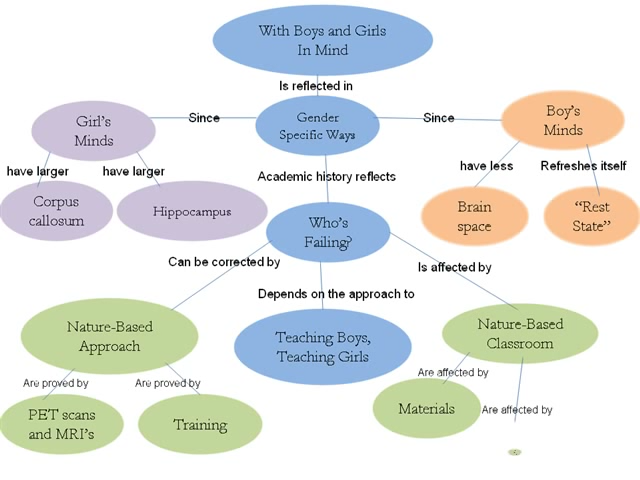 With Boys and Girls
In Mind
Is reflected in
Girl's
Minds
Since
Gender
Specific Ways
Since
Boy's
Minds
have larger
have larger
Academic history reflects
have less
Refreshes itself
Corpus
callosum
Hippocampus
Who's
Failing?
Brain
space
“Rest
State”
Can be corrected by
Is affected by
Depends on the approach to
Nature-Based
Approach
Teaching Boys,
Teaching Girls
Nature-Based
Classroom
Are proved by
Are proved by
Are affected by
Are affected by
PET scans
and MRI's
Training
Materials